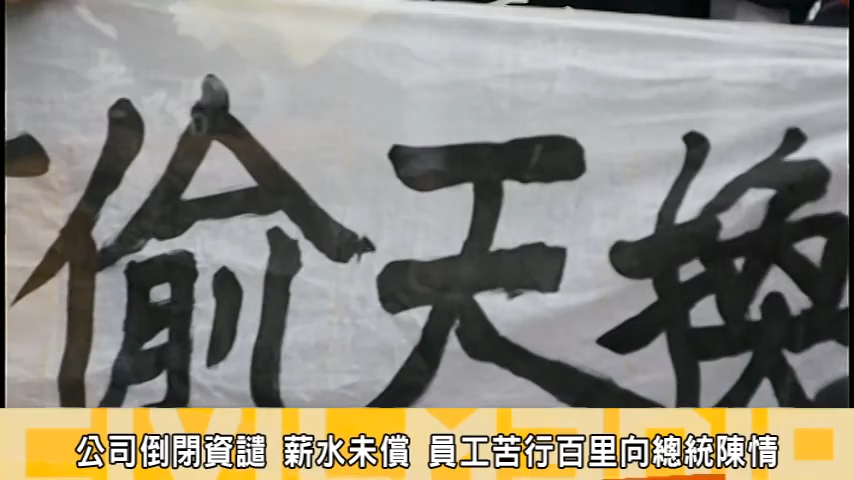 偷天換
公司倒閉資譴 薪水未償 員工苦行百里向總統陳情